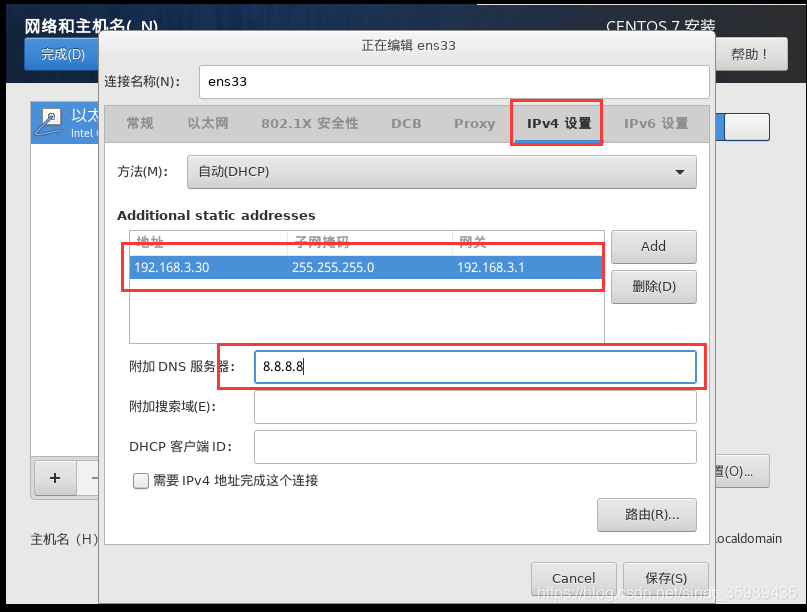 网络和主机名(_N)
CENTOS 7 安装
完成(D)
正在编辑 ens33
帮助！
连接名称(N)：
ens33
以太
Intel
常规
以太网
802.1X 安全性
DCB
Proxy
IPv4 设置
IPv6 设置
方法(M)：
自动(DHCP)
Additional static addresses
地址
子网掩码
网关
192.168.3.30
255.255.255.0
192.168.3.1
Add
删除(D)
附加 DNS 服务器：
8.8.8.8
附加搜索域(E)：
DHCP 客户端 ID：
需要 IPv4 地址完成这个连接
+
−
置(O)...
路由(R)...
主机名（H）
localdomain
Cancel
保存(S)
https://blog.csdn.net/sinat_35989435